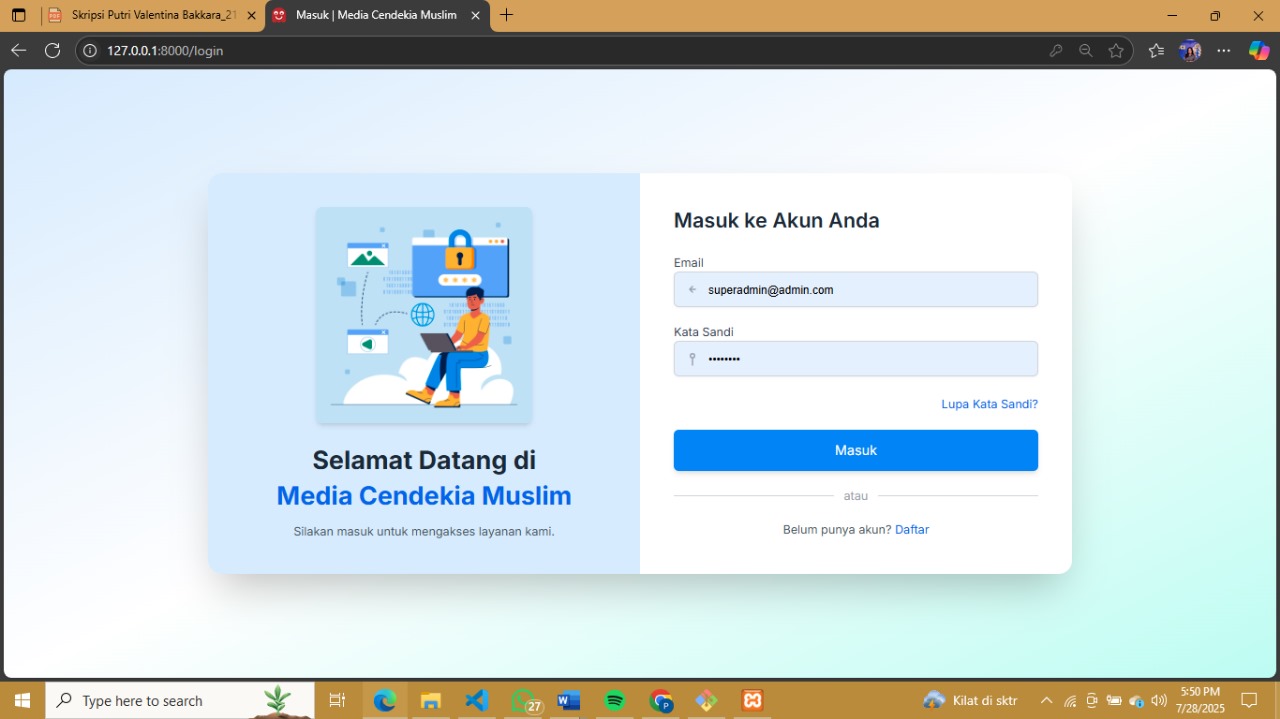 Skripsi Putri Valentina Bakkara_21
Masuk | Media Cendekia Muslim
127.0.0.1:8000/login
Selamat Datang di
Media Cendekia Muslim
Silakan masuk untuk mengakses layanan kami.
Masuk ke Akun Anda
Email
superadmin@admin.com
Kata Sandi
••••••••
Lupa Kata Sandi?
Masuk
atau
Belum punya akun? Daftar
Type here to search
27
Kilat di sktr
5:50 PM
7/28/2025